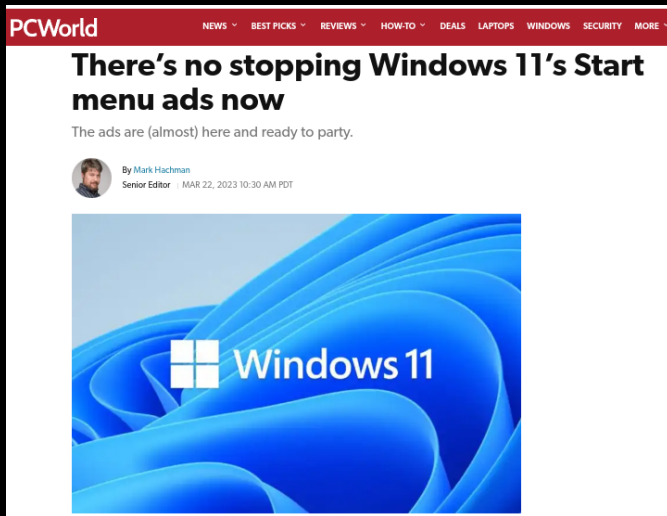 PCWorld
NEWS BEST PICKS REVIEWS HOW-TO DEALS LAPTOPS WINDOWS SECURITY MORE
There's no stopping Windows 11's Start
menu ads now
The ads are (almost) here and ready to party.
By Mark Hachman
Senior Editor | MAR 22, 2023 10:30 AM PDT
Windows 11